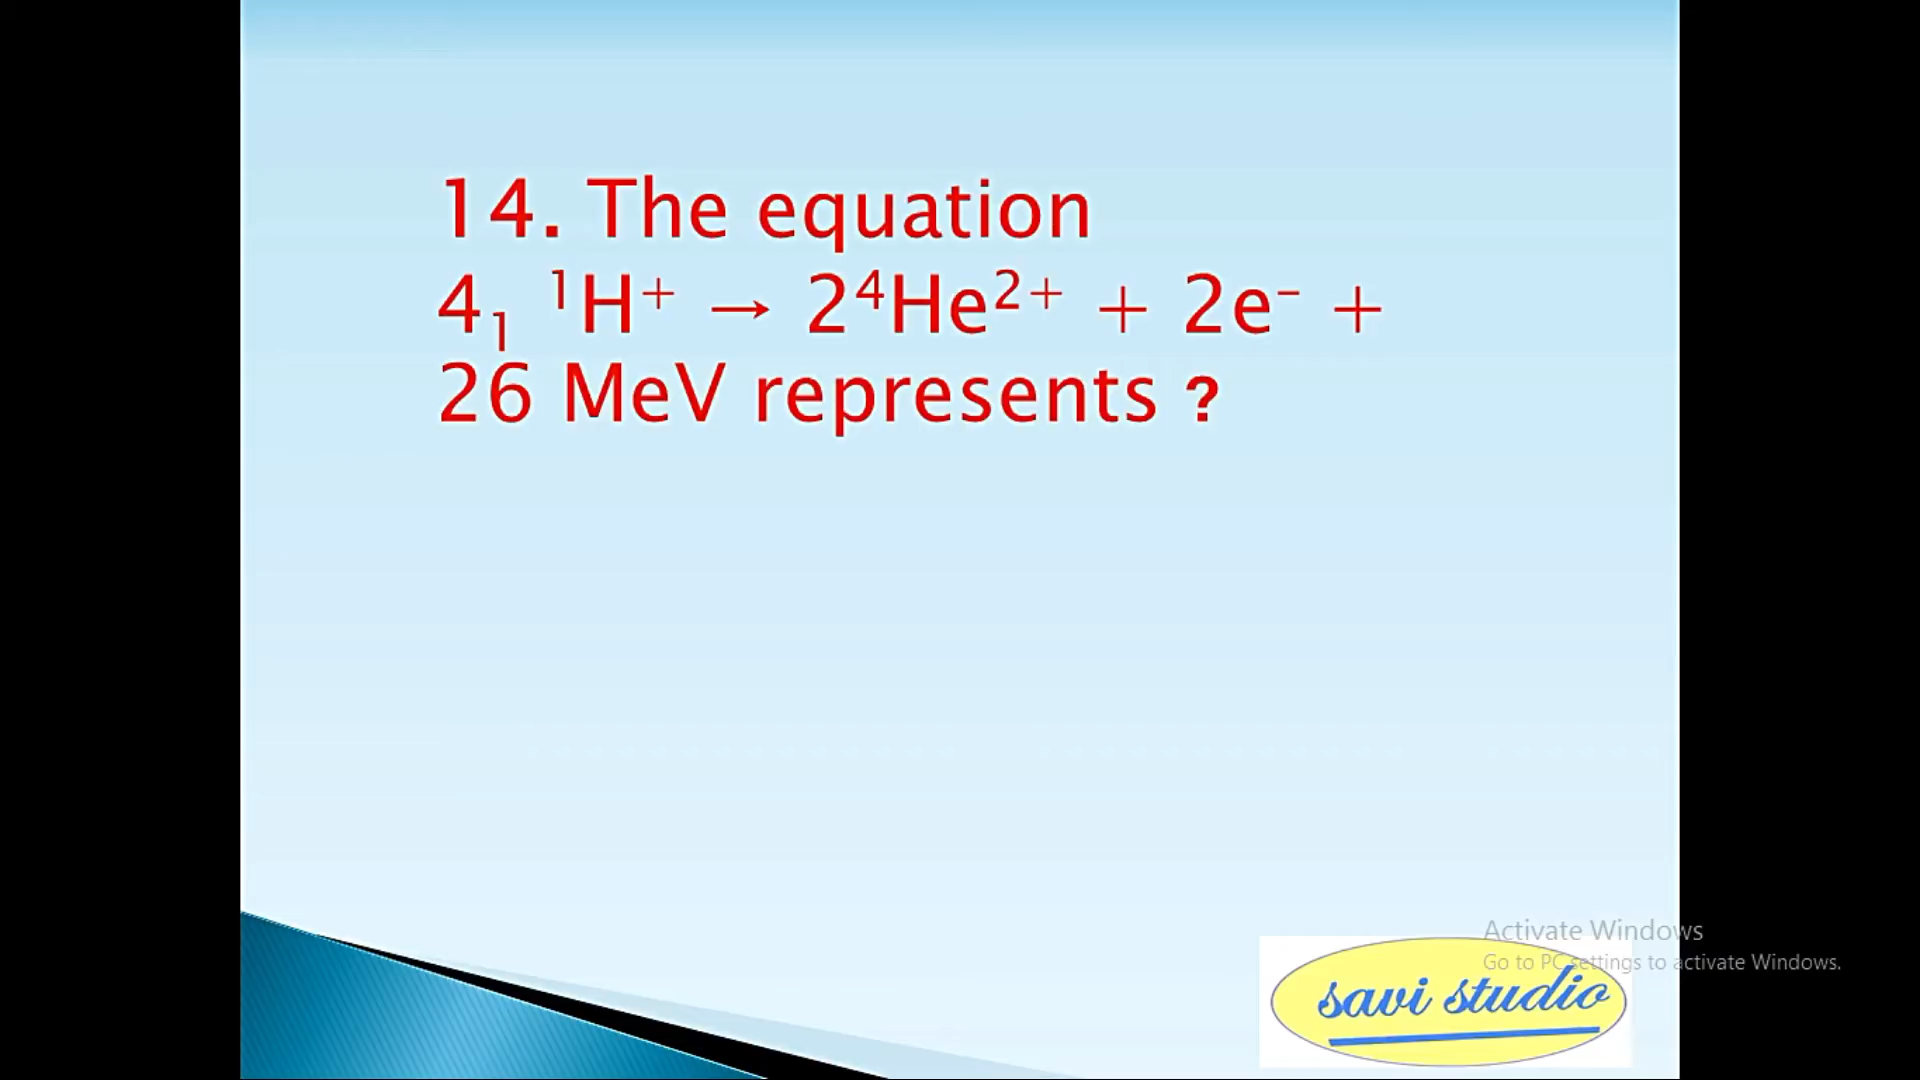 14. The equation
4₁ ¹H⁺ → 2⁴He²⁺ + 2e⁻ +
26 MeV represents ?
Activate Windows
Go to PC settings to activate Windows.
savi studio